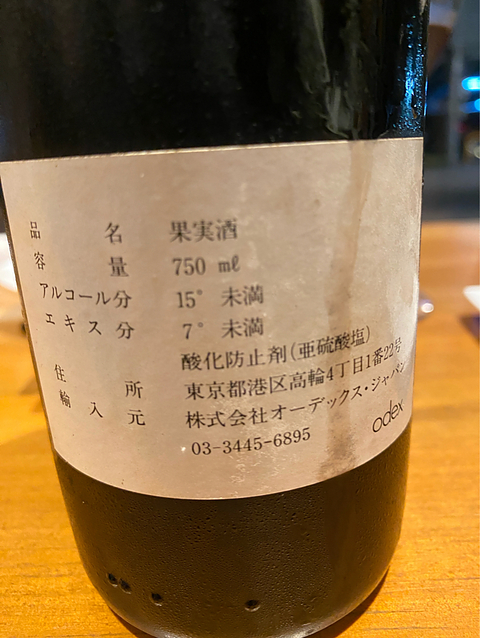 品名 果実酒
容量 750 ml
アルコール分 15° 未満
エキス分 7° 未満
酸化防止剤(亜硫酸塩)
住所 東京都港区高輪4丁目1番22号
輸入元 株式会社オーデックス・ジャパン
03-3445-6895
odex